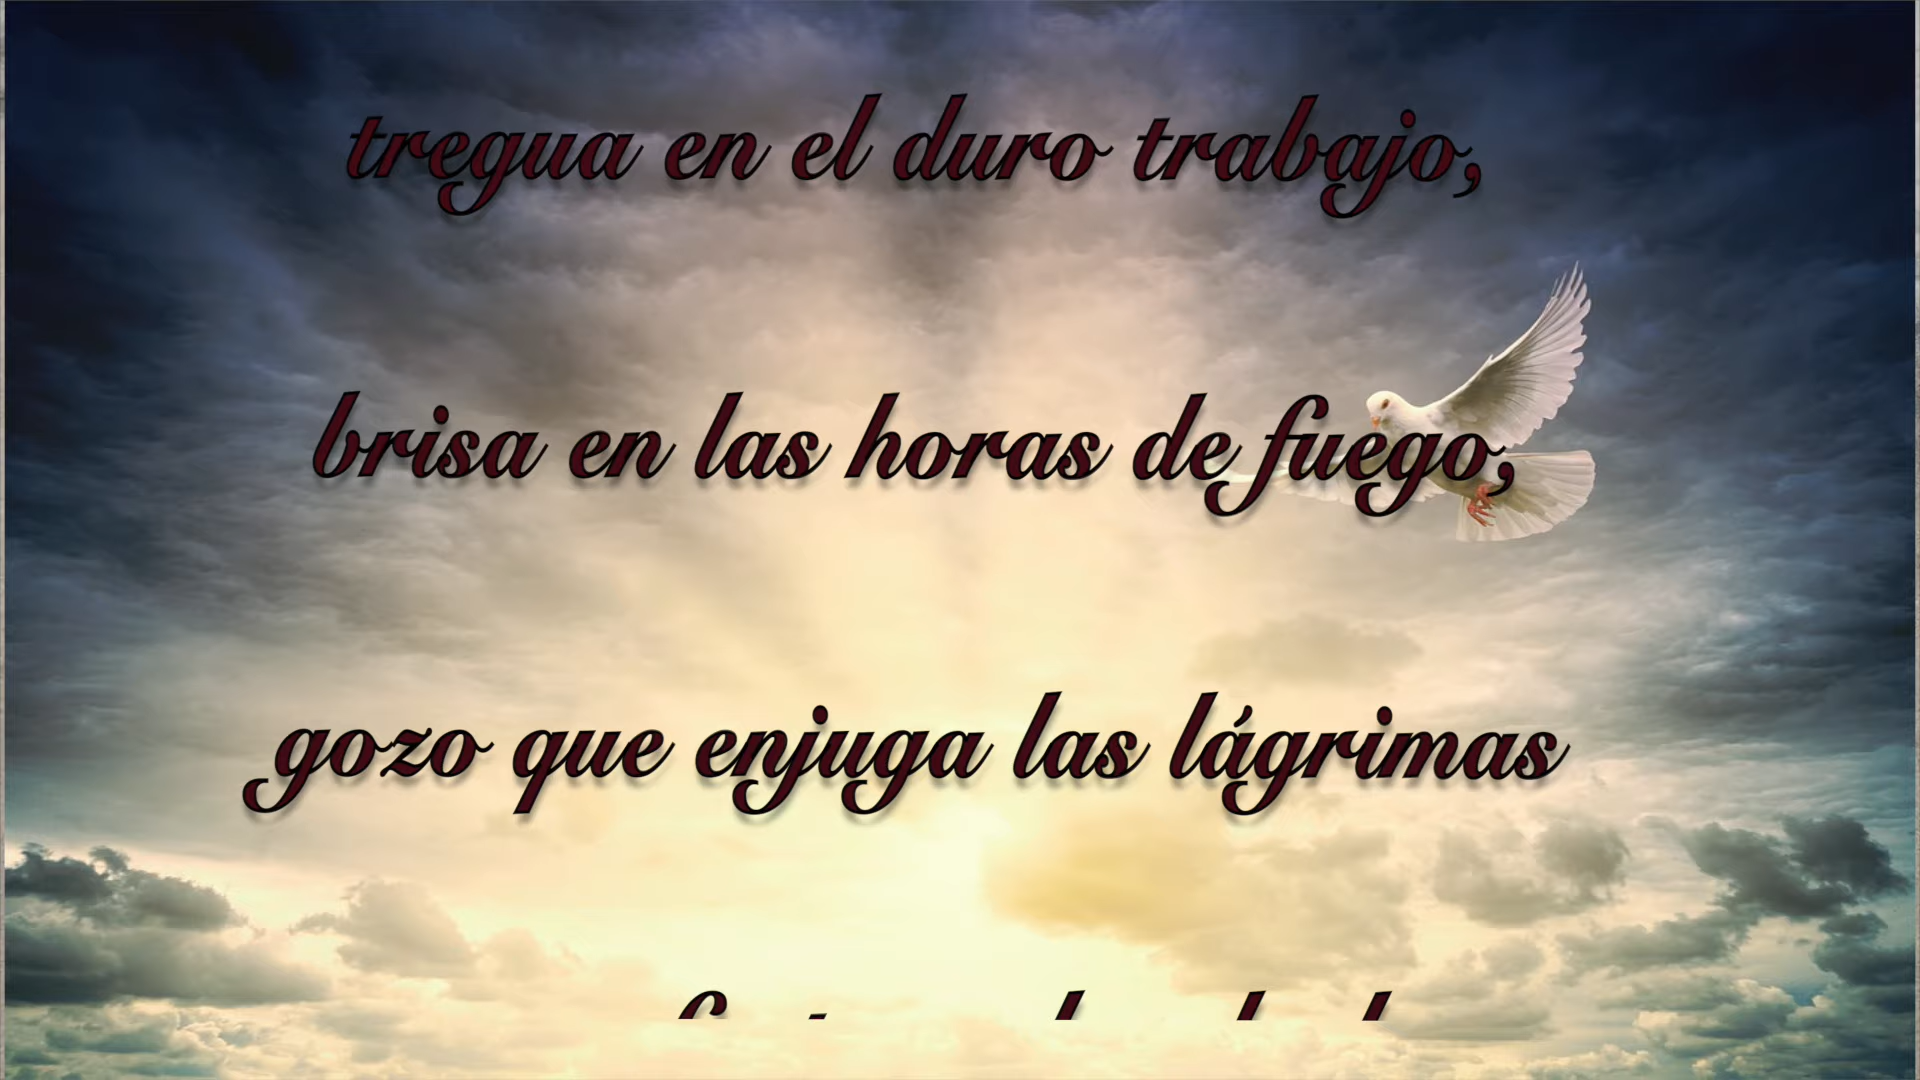 tregua en el duro trabajo,
brisa en las horas de fuego,
gozo que enjuga las lágrimas